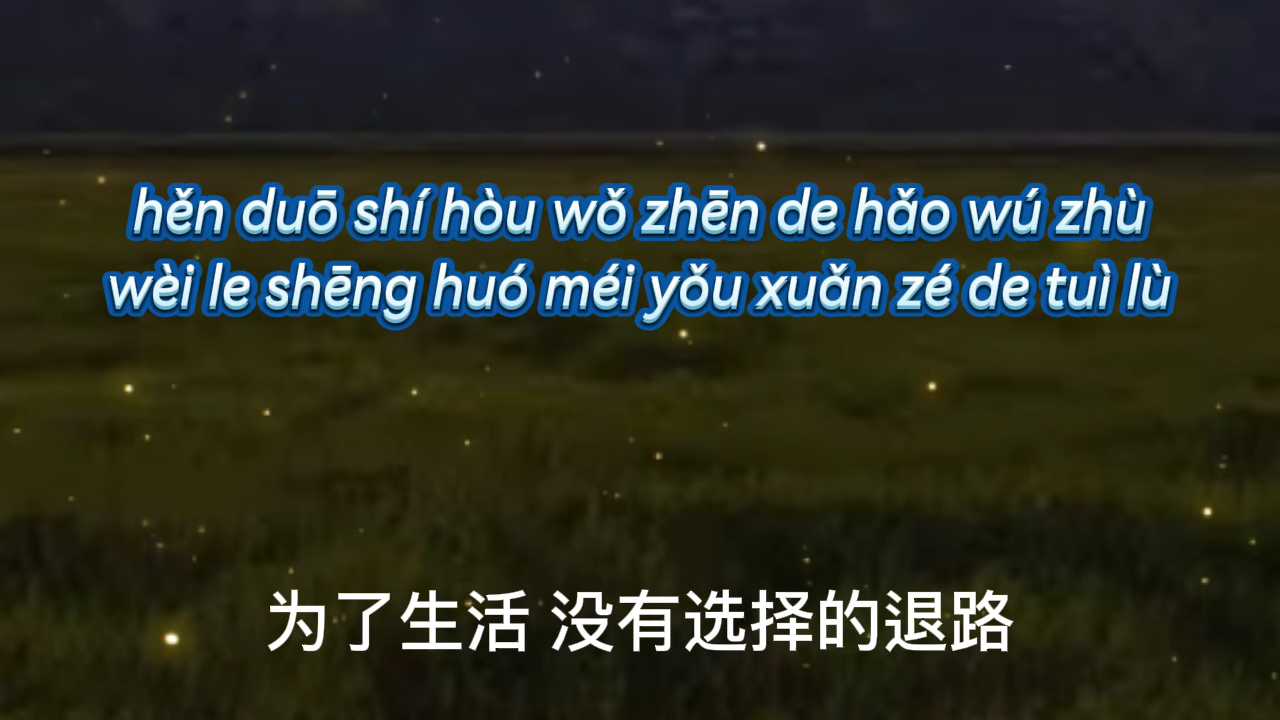 hěn duō shí hòu wǒ zhēn de hǎo wú zhù
wèi le shēng huó méi yǒu xuǎn zé de tuì lù
为了生活 没有选择的退路